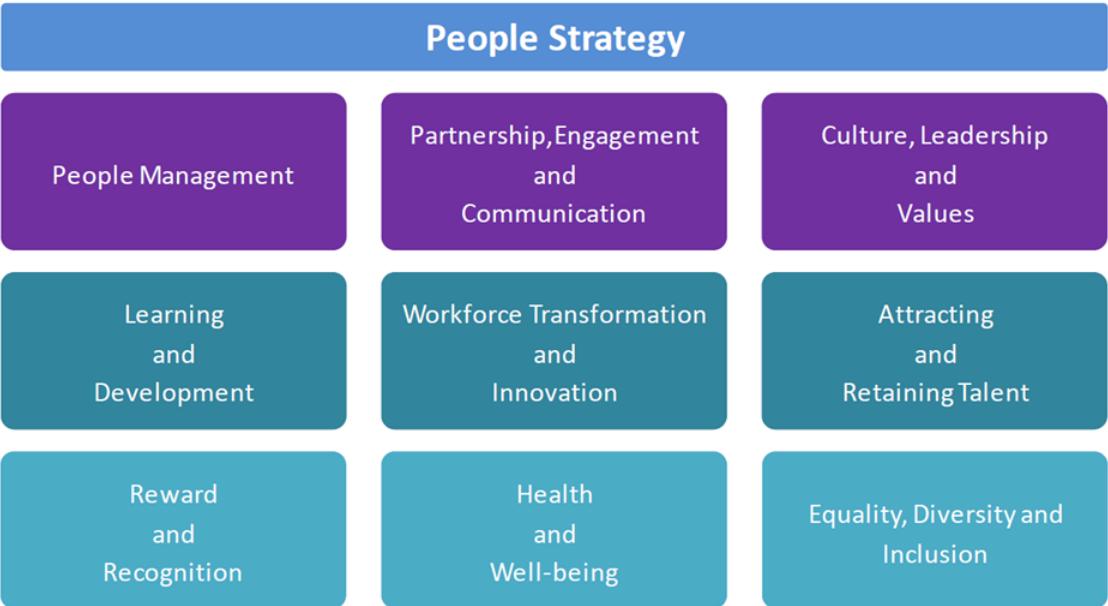 People Strategy
People Management
Partnership, Engagement
and
Communication
Culture, Leadership
and
Values
Learning
and
Development
Workforce Transformation
and
Innovation
Attracting
and
Retaining Talent
Reward
and
Recognition
Health
and
Well-being
Equality, Diversity and
Inclusion